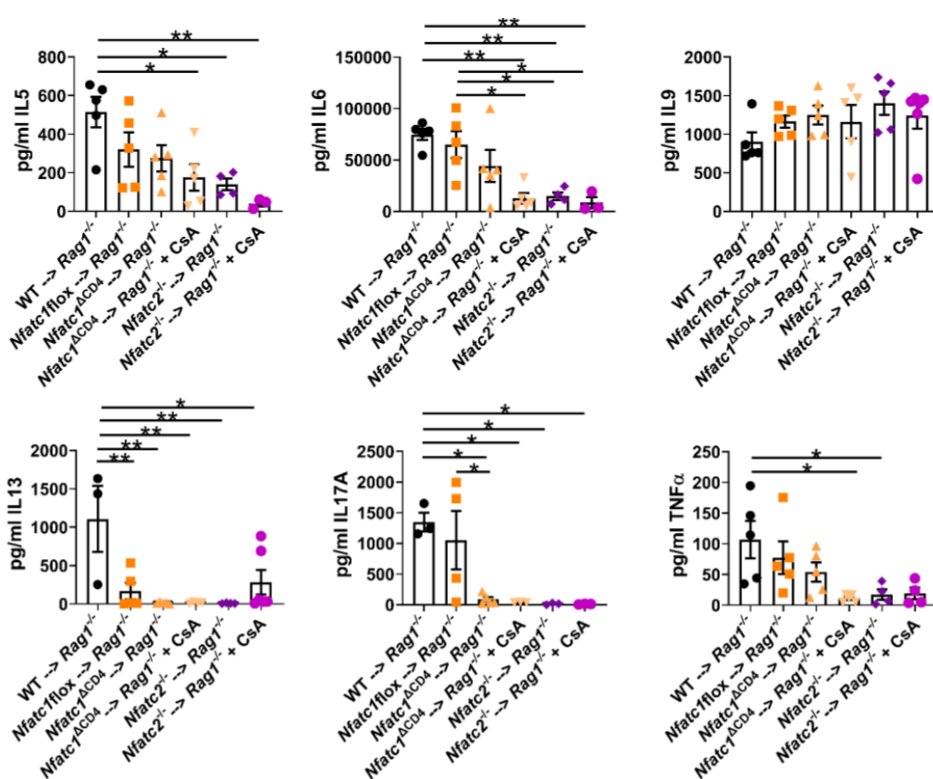 ** * *
pg/ml IL5
800
600
400
200
0
WT -> Rag1-/-
Nfatc1flox -> Rag1-/-
Nfatc1ΔCD4 -> Rag1-/-
Nfatc1ΔCD4 -> Rag1-/- + CsA
Nfatc2-/- -> Rag1-/-
Nfatc2-/- -> Rag1-/- + CsA
** ** ** * * *
pg/ml IL6
150000
100000
50000
0
WT -> Rag1-/-
Nfatc1flox -> Rag1-/-
Nfatc1ΔCD4 -> Rag1-/-
Nfatc1ΔCD4 -> Rag1-/- + CsA
Nfatc2-/- -> Rag1-/-
Nfatc2-/- -> Rag1-/- + CsA
pg/ml IL9
2000
1500
1000
500
0
WT -> Rag1-/-
Nfatc1flox -> Rag1-/-
Nfatc1ΔCD4 -> Rag1-/-
Nfatc1ΔCD4 -> Rag1-/- + CsA
Nfatc2-/- -> Rag1-/-
Nfatc2-/- -> Rag1-/- + CsA
* ** ** ** **
pg/ml IL13
2000
1500
1000
500
0
WT -> Rag1-/-
Nfatc1flox -> Rag1-/-
Nfatc1ΔCD4 -> Rag1-/-
Nfatc1ΔCD4 -> Rag1-/- + CsA
Nfatc2-/- -> Rag1-/-
Nfatc2-/- -> Rag1-/- + CsA
* * * * *
pg/ml IL17A
2500
2000
1500
1000
500
0
WT -> Rag1-/-
Nfatc1flox -> Rag1-/-
Nfatc1ΔCD4 -> Rag1-/-
Nfatc1ΔCD4 -> Rag1-/- + CsA
Nfatc2-/- -> Rag1-/-
Nfatc2-/- -> Rag1-/- + CsA
* *
pg/ml TNFα
250
200
150
100
50
0
WT -> Rag1-/-
Nfatc1flox -> Rag1-/-
Nfatc1ΔCD4 -> Rag1-/-
Nfatc1ΔCD4 -> Rag1-/- + CsA
Nfatc2-/- -> Rag1-/-
Nfatc2-/- -> Rag1-/- + CsA